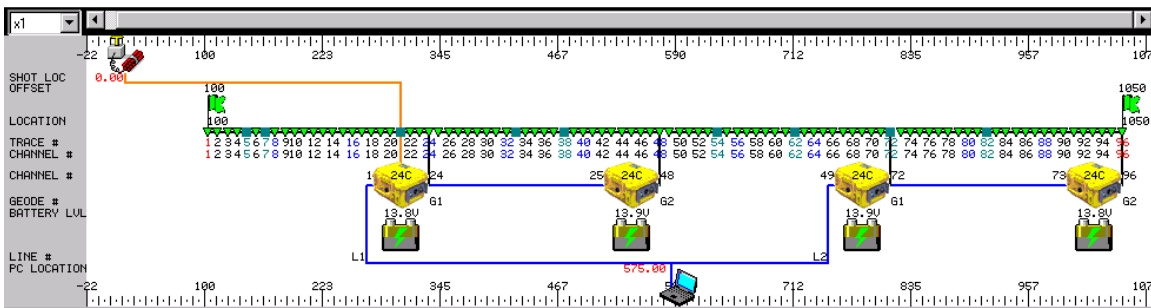 x1
-22 100 223 345 467 590 712 835 957 107
SHOT LOC 0.00
OFFSET 100 1050
LOCATION 100 1050
TRACE # 1 2 3 4 5 6 7 8 9 10 12 14 16 18 20 22 24 26 28 30 32 34 36 38 40 42 44 46 48 50 52 54 56 58 60 62 64 66 68 70 72 74 76 78 80 82 84 86 88 90 92 94 96
CHANNEL # 1 2 3 4 5 6 7 8 9 10 12 14 16 18 20 22 24 26 28 30 32 34 36 38 40 42 44 46 48 50 52 54 56 58 60 62 64 66 68 70 72 74 76 78 80 82 84 86 88 90 92 94 96
CHANNEL # 1 24C 24 25 24C 48 49 24C 72 73 24C 96
GEODE # G1 G2 G1 G2
BATTERY LVL 13.8V 13.9V 13.9V 13.8V
LINE # L1 L2
PC LOCATION 575.00
-22 100 223 345 467 712 835 957 107